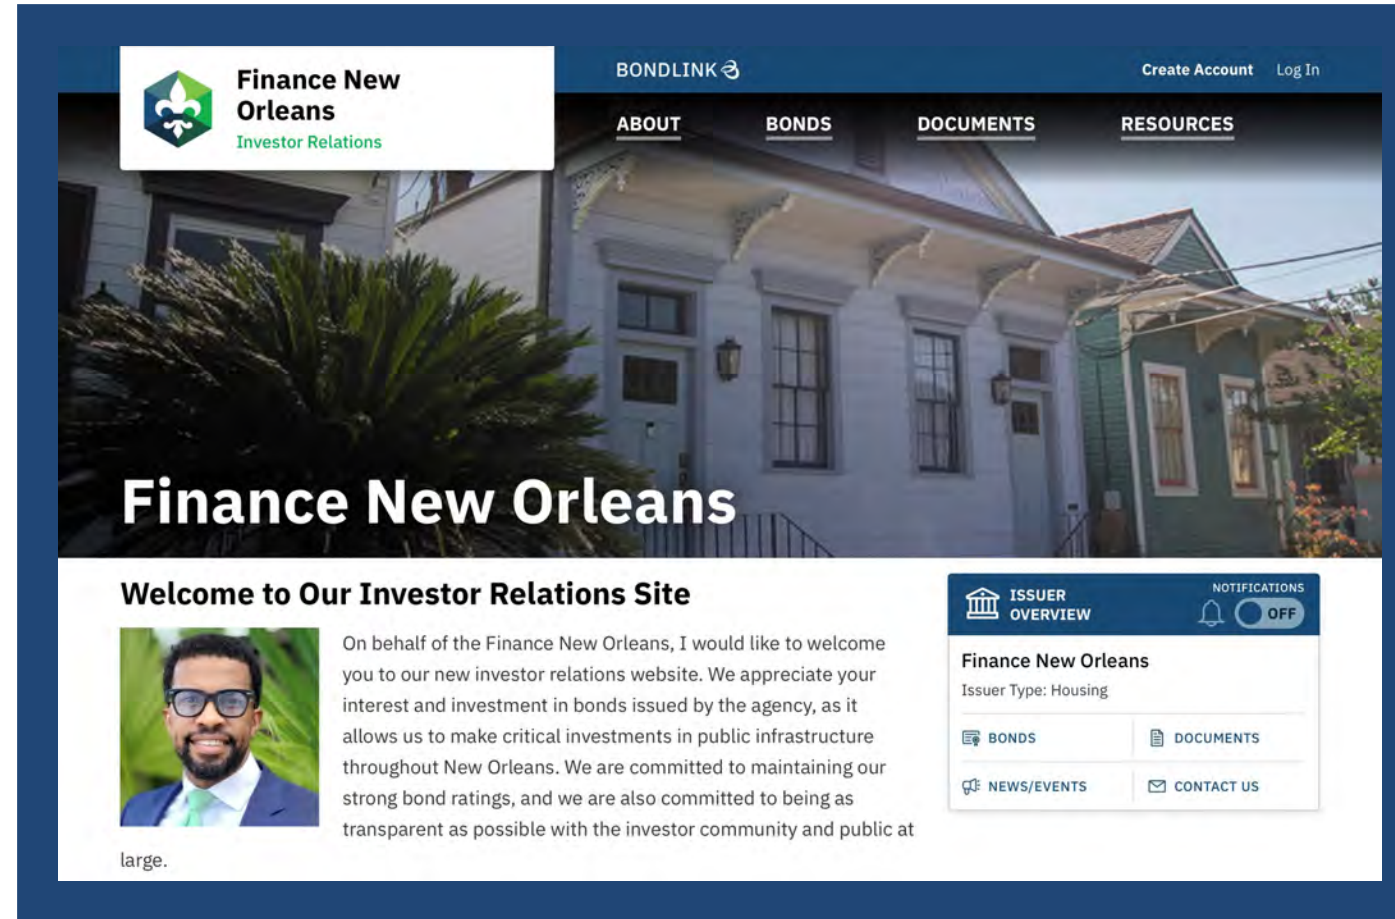 Finance New
Orleans
Investor Relations
BONDLINK
Create Account Log In
ABOUT BONDS DOCUMENTS RESOURCES
Finance New Orleans
Welcome to Our Investor Relations Site
On behalf of the Finance New Orleans, I would like to welcome
you to our new investor relations website. We appreciate your
interest and investment in bonds issued by the agency, as it
allows us to make critical investments in public infrastructure
throughout New Orleans. We are committed to maintaining our
strong bond ratings, and we are also committed to being as
transparent as possible with the investor community and public at
large.
ISSUER
OVERVIEW
NOTIFICATIONS
OFF
Finance New Orleans
Issuer Type: Housing
BONDS DOCUMENTS
NEWS/EVENTS CONTACT US